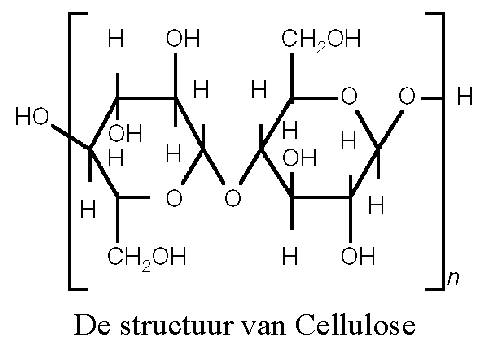 H OH CH₂OH
H H O O H
HO
OH H
H H OH H
H O O H
CH₂OH H OH
n
De structuur van Cellulose